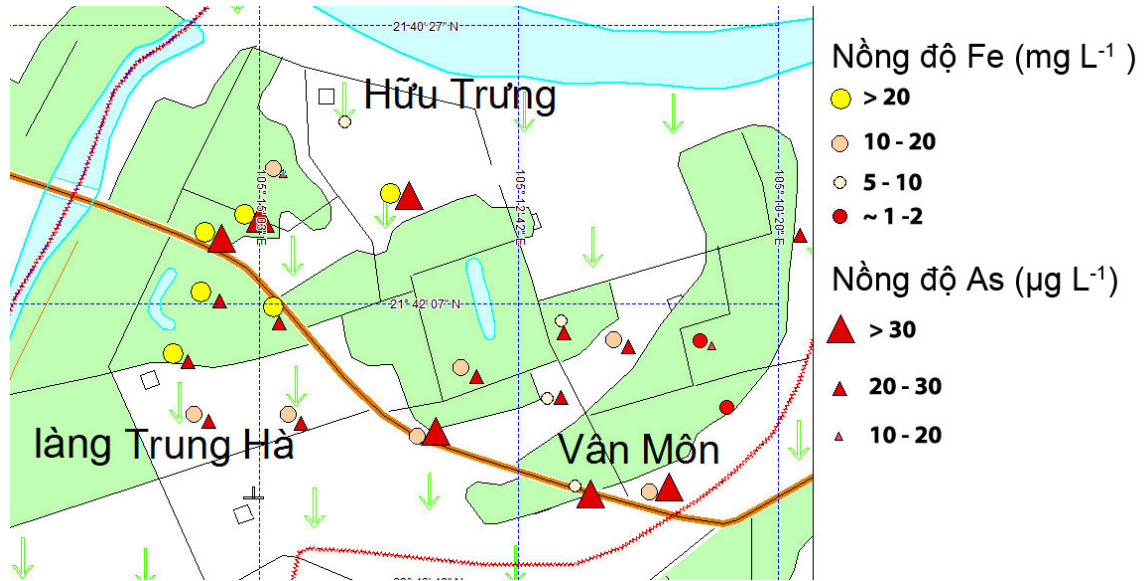 21° 40' 27" N
Hữu Trưng
105° 15' 03" E
105° 12' 42" E
105° 10' 20" E
21° 42' 07" N
làng Trung Hà
Vân Môn
Nồng độ Fe (mg L⁻¹ )
> 20
10 - 20
5 - 10
~ 1 -2
Nồng độ As (µg L⁻¹)
> 30
20 - 30
10 - 20